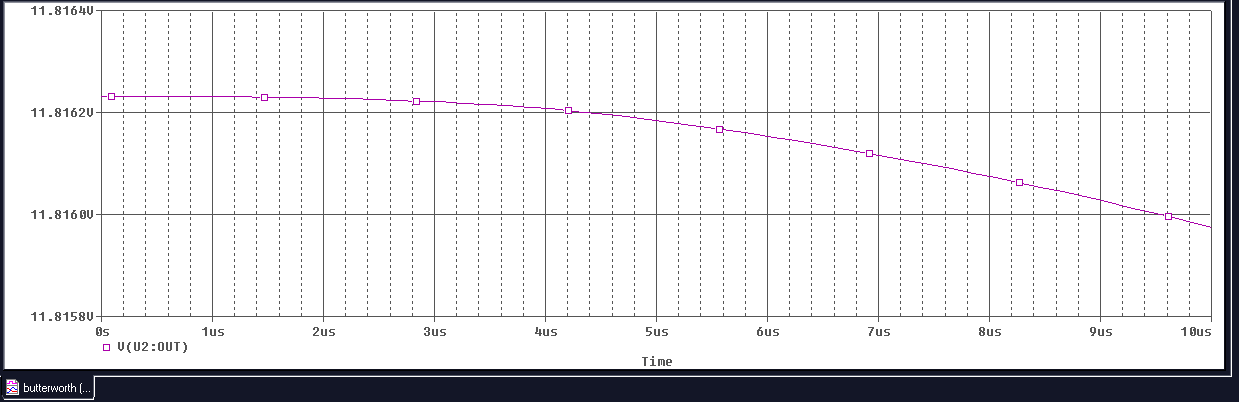 11.8164V
11.8162V
11.8160V
11.8158V
0s 1us 2us 3us 4us 5us 6us 7us 8us 9us 10us
V(U2:OUT)
Time
butterworth (...